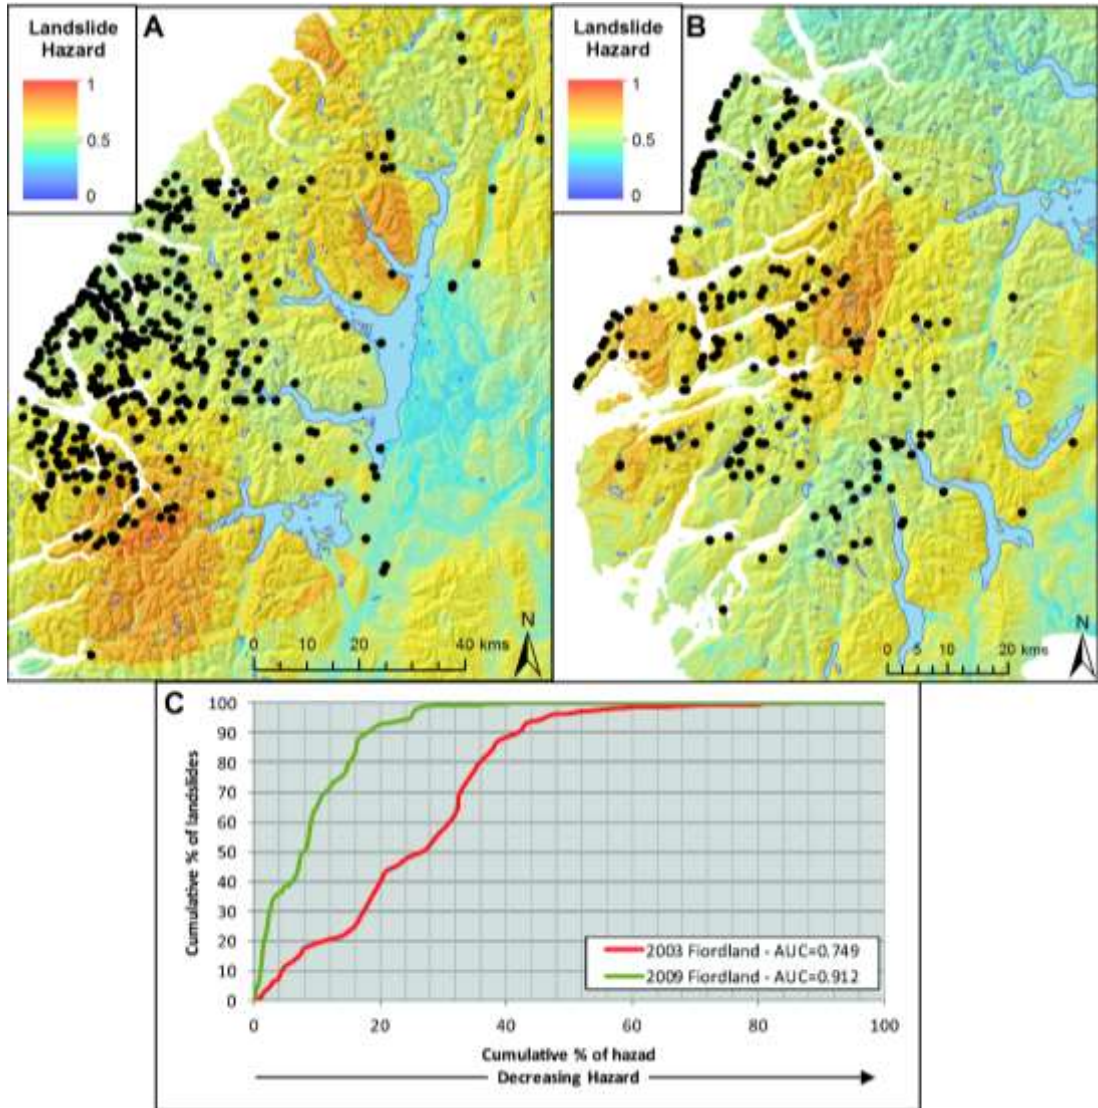 Landslide
Hazard
1
0.5
0
A
N
0 10 20 40 kms
Landslide
Hazard
1
0.5
0
B
N
0 5 10 20 kms
C
100
90
80
70
60
50
40
30
20
10
0
Cumulative % of landslides
2003 Fiordland - AUC=0.749
2009 Fiordland - AUC=0.912
0 20 40 60 80 100
Cumulative % of hazad
Decreasing Hazard